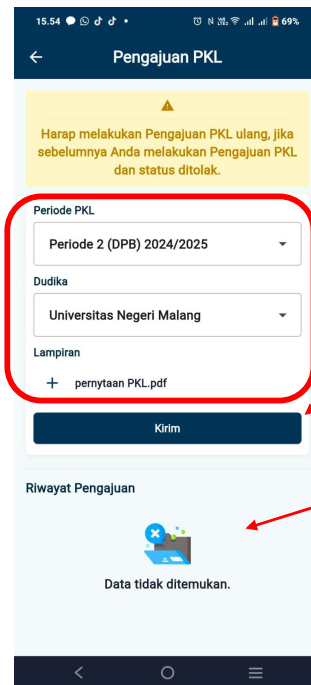 15.54
69%
Pengajuan PKL
Harap melakukan Pengajuan PKL ulang, jika
sebelumnya Anda melakukan Pengajuan PKL
dan status ditolak.
Periode PKL
Periode 2 (DPB) 2024/2025
Dudika
Universitas Negeri Malang
Lampiran
+ pernytaan PKL.pdf
Kirim
Riwayat Pengajuan
Data tidak ditemukan.